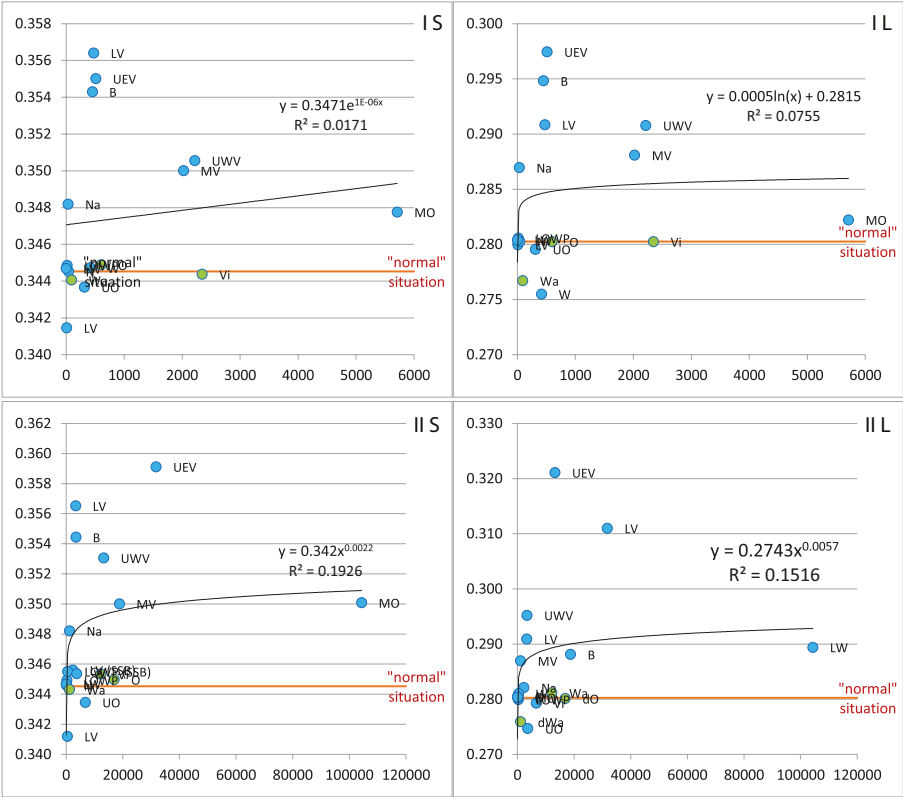 I S
0.358
0.356
0.354
0.352
0.350
0.348
0.346
0.344
0.342
0.340
LV
UEV
B
y = 0.3471e1E-06x
R² = 0.0171
UWV
MV
Na
MO
"normal"
situation
"normal"
situation
Vi
UO
LV
0
1000
2000
3000
4000
5000
6000
I L
0.300
0.295
0.290
0.285
0.280
0.275
0.270
UEV
B
LV
UWV
MV
Na
y = 0.0005ln(x) + 0.2815
R² = 0.0755
MO
"normal"
situation
O
Vi
UO
Wa
W
0
1000
2000
3000
4000
5000
6000
II S
0.362
0.360
0.358
0.356
0.354
0.352
0.350
0.348
0.346
0.344
0.342
0.340
UEV
LV
B
UWV
y = 0.342x0.0022
R² = 0.1926
MV
MO
Na
O
Wa
UO
LV
"normal"
situation
0
20000
40000
60000
80000
100000
120000
II L
0.330
0.320
0.310
0.300
0.290
0.280
0.270
UEV
LV
y = 0.2743x0.0057
R² = 0.1516
UWV
LV
MV
B
LW
Na
Wa
dO
dWa
UO
"normal"
situation
0
20000
40000
60000
80000
100000
120000